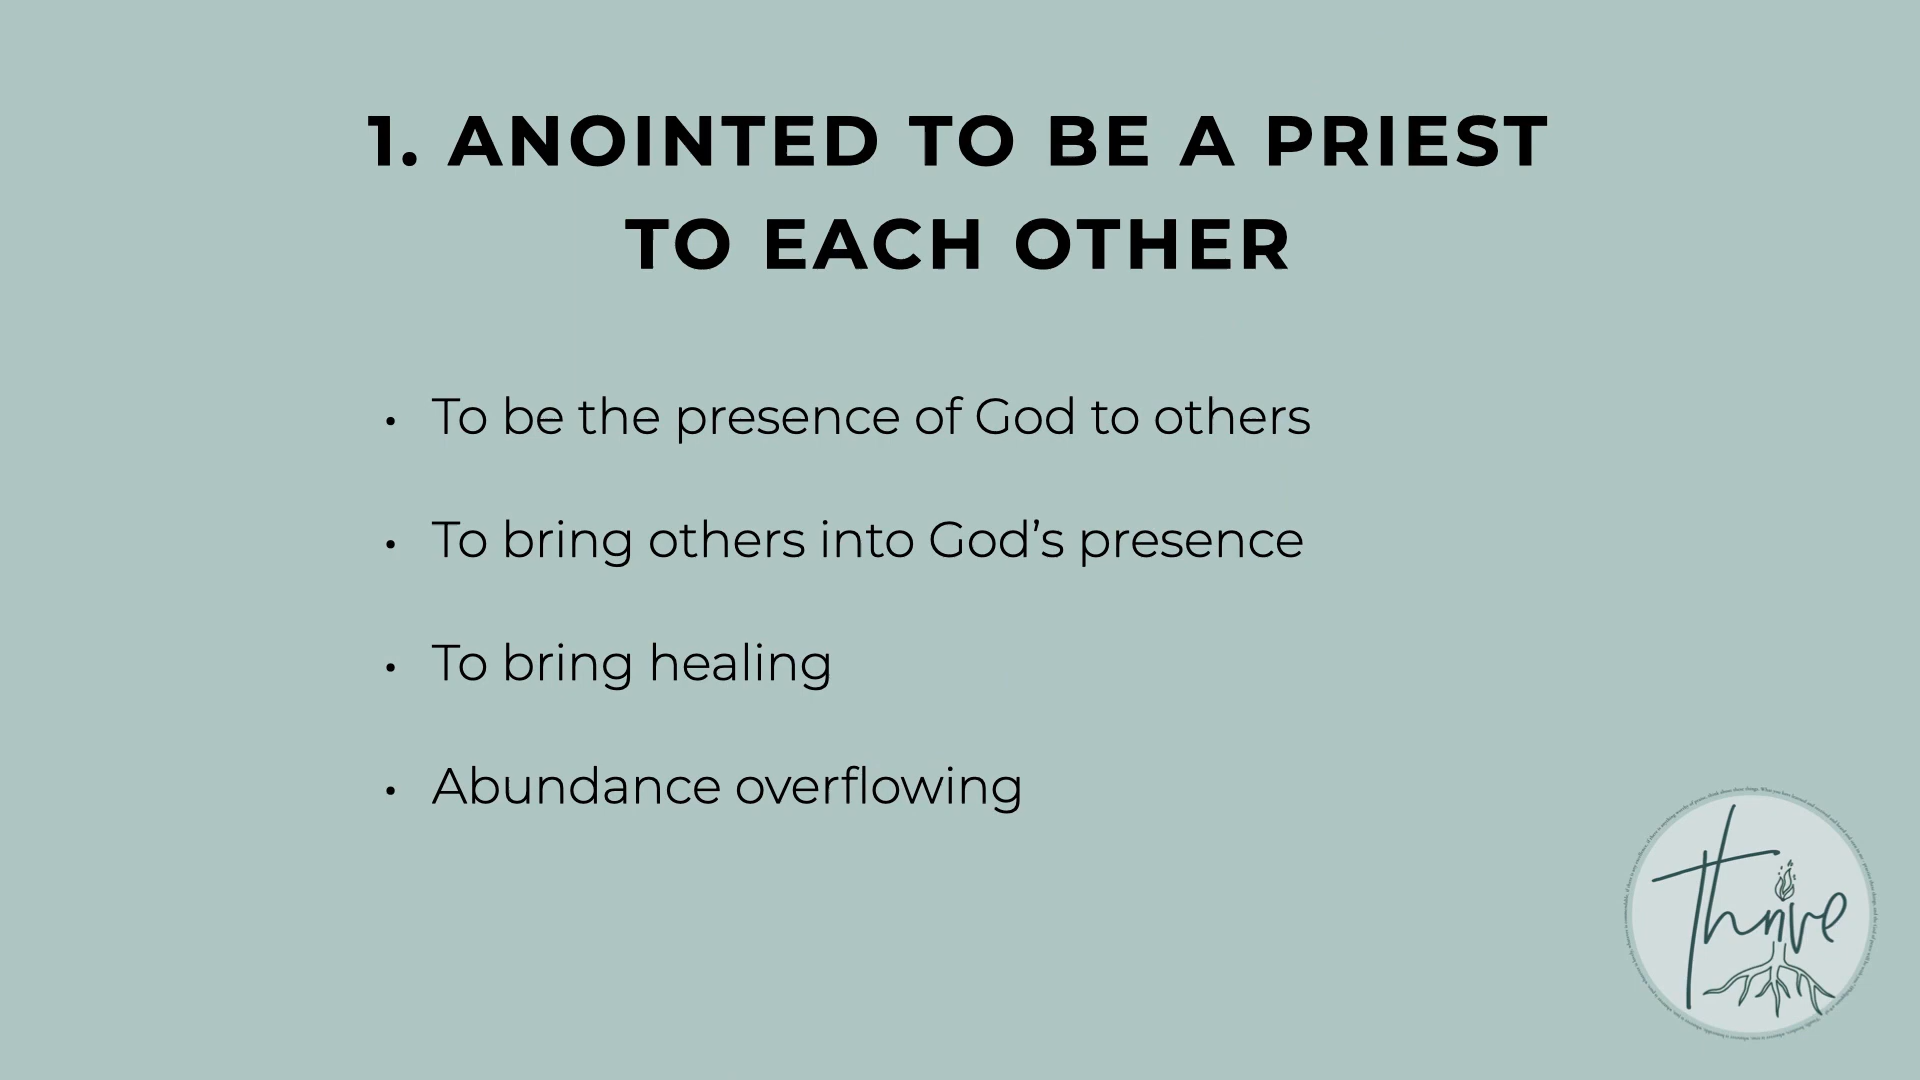 1. ANOINTED TO BE A PRIEST
TO EACH OTHER
• To be the presence of God to others
• To bring others into God’s presence
• To bring healing
• Abundance overflowing
thrive